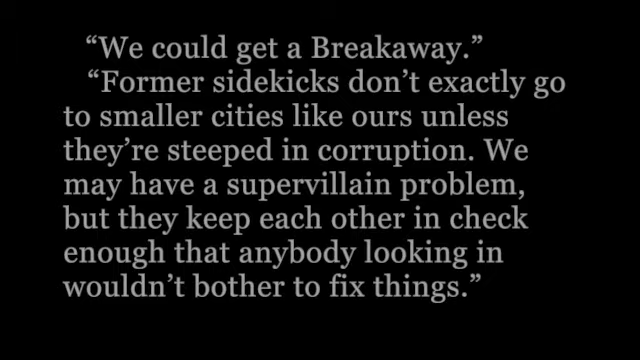 “We could get a Breakaway.”
“Former sidekicks don’t exactly go
to smaller cities like ours unless
they’re steeped in corruption. We
may have a supervillain problem,
but they keep each other in check
enough that anybody looking in
wouldn’t bother to fix things.”